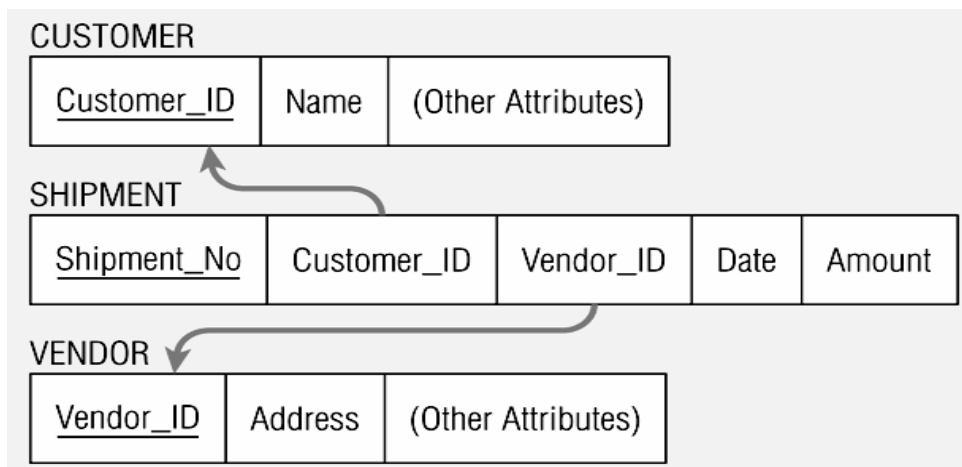 CUSTOMER
Customer_ID Name (Other Attributes)
SHIPMENT
Shipment_No Customer_ID Vendor_ID Date Amount
VENDOR
Vendor_ID Address (Other Attributes)